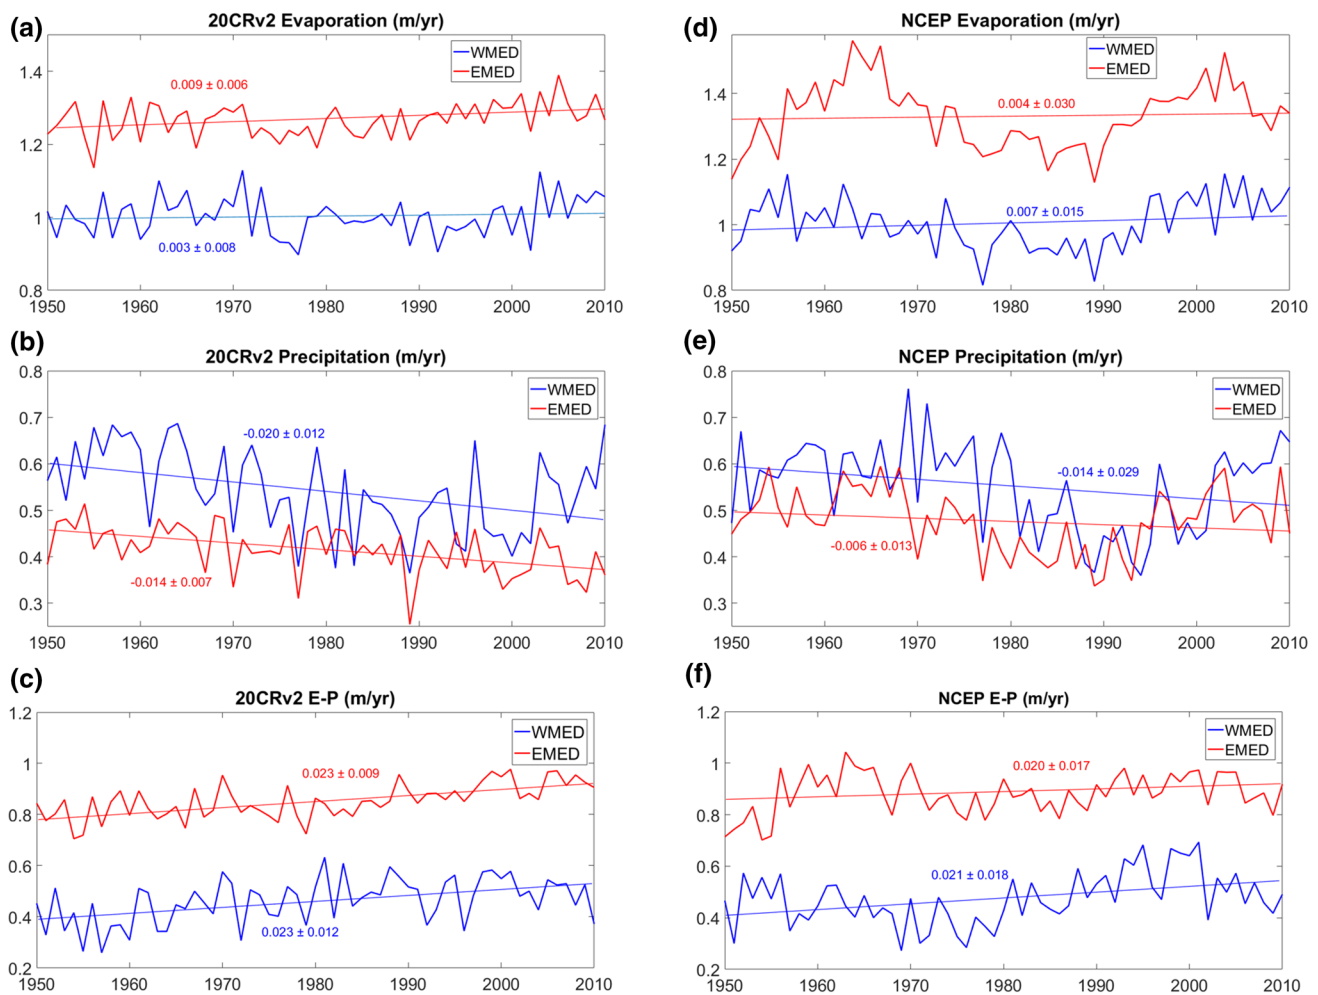 (a)
20CRv2 Evaporation (m/yr)
WMED
EMED
0.009 ± 0.006
0.003 ± 0.008
1.4
1.2
1
0.8
1950 1960 1970 1980 1990 2000 2010
(d)
NCEP Evaporation (m/yr)
WMED
EMED
0.004 ± 0.030
0.007 ± 0.015
1.4
1.2
1
0.8
1950 1960 1970 1980 1990 2000 2010
(b)
20CRv2 Precipitation (m/yr)
WMED
EMED
-0.020 ± 0.012
-0.014 ± 0.007
0.8
0.7
0.6
0.5
0.4
0.3
1950 1960 1970 1980 1990 2000 2010
(e)
NCEP Precipitation (m/yr)
WMED
EMED
-0.014 ± 0.029
-0.006 ± 0.013
0.8
0.7
0.6
0.5
0.4
0.3
1950 1960 1970 1980 1990 2000 2010
(c)
20CRv2 E-P (m/yr)
WMED
EMED
0.023 ± 0.009
0.023 ± 0.012
1.2
1
0.8
0.6
0.4
0.2
1950 1960 1970 1980 1990 2000 2010
(f)
NCEP E-P (m/yr)
WMED
EMED
0.020 ± 0.017
0.021 ± 0.018
1.2
1
0.8
0.6
0.4
0.2
1950 1960 1970 1980 1990 2000 2010